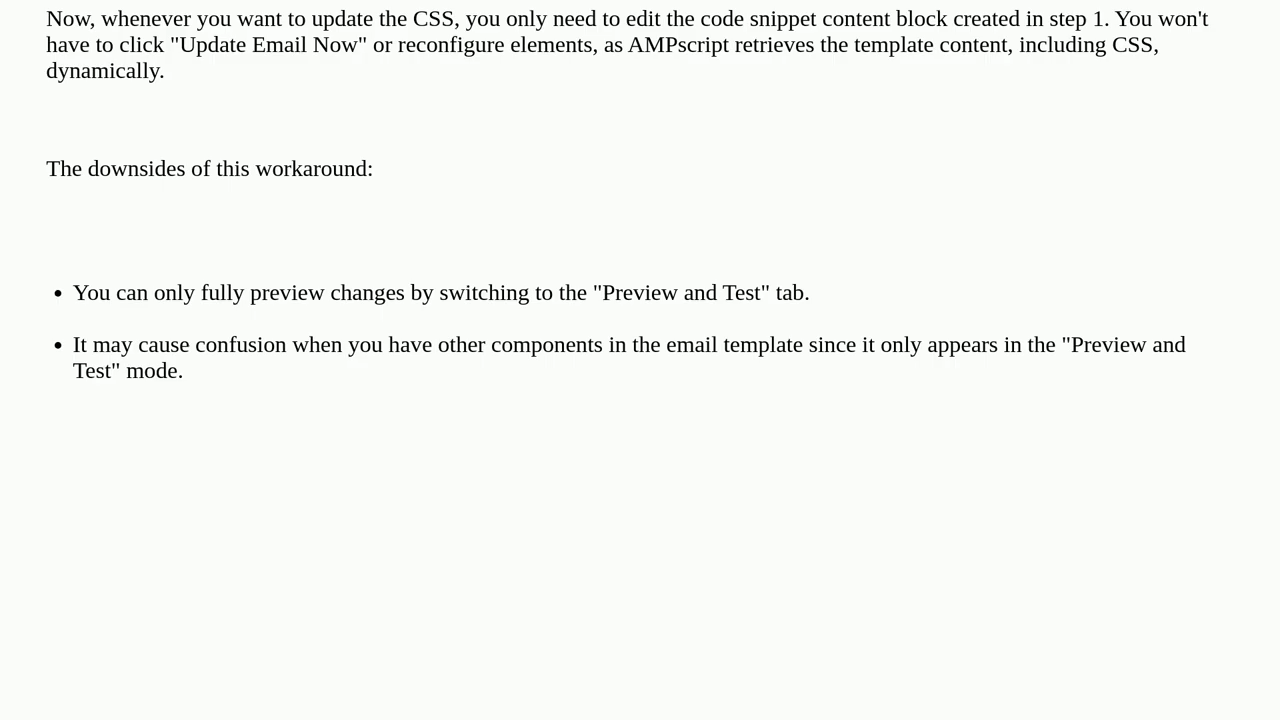 Now, whenever you want to update the CSS, you only need to edit the code snippet content block created in step 1. You won't
have to click "Update Email Now" or reconfigure elements, as AMPscript retrieves the template content, including CSS,
dynamically.
The downsides of this workaround:
• You can only fully preview changes by switching to the "Preview and Test" tab.
• It may cause confusion when you have other components in the email template since it only appears in the "Preview and
Test" mode.